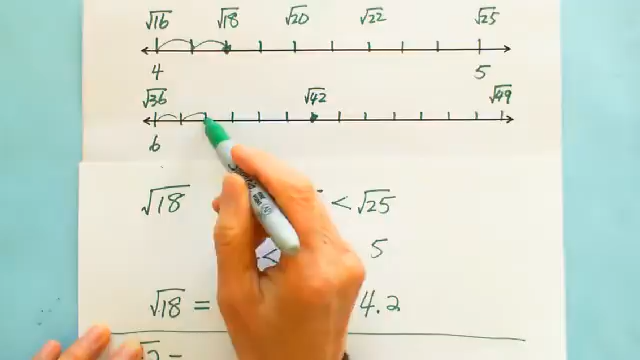 √16 √18 √20 √22 √25
4 5
√36 √42 √49
6
√18 < √25
< 5
√18 = 4.2